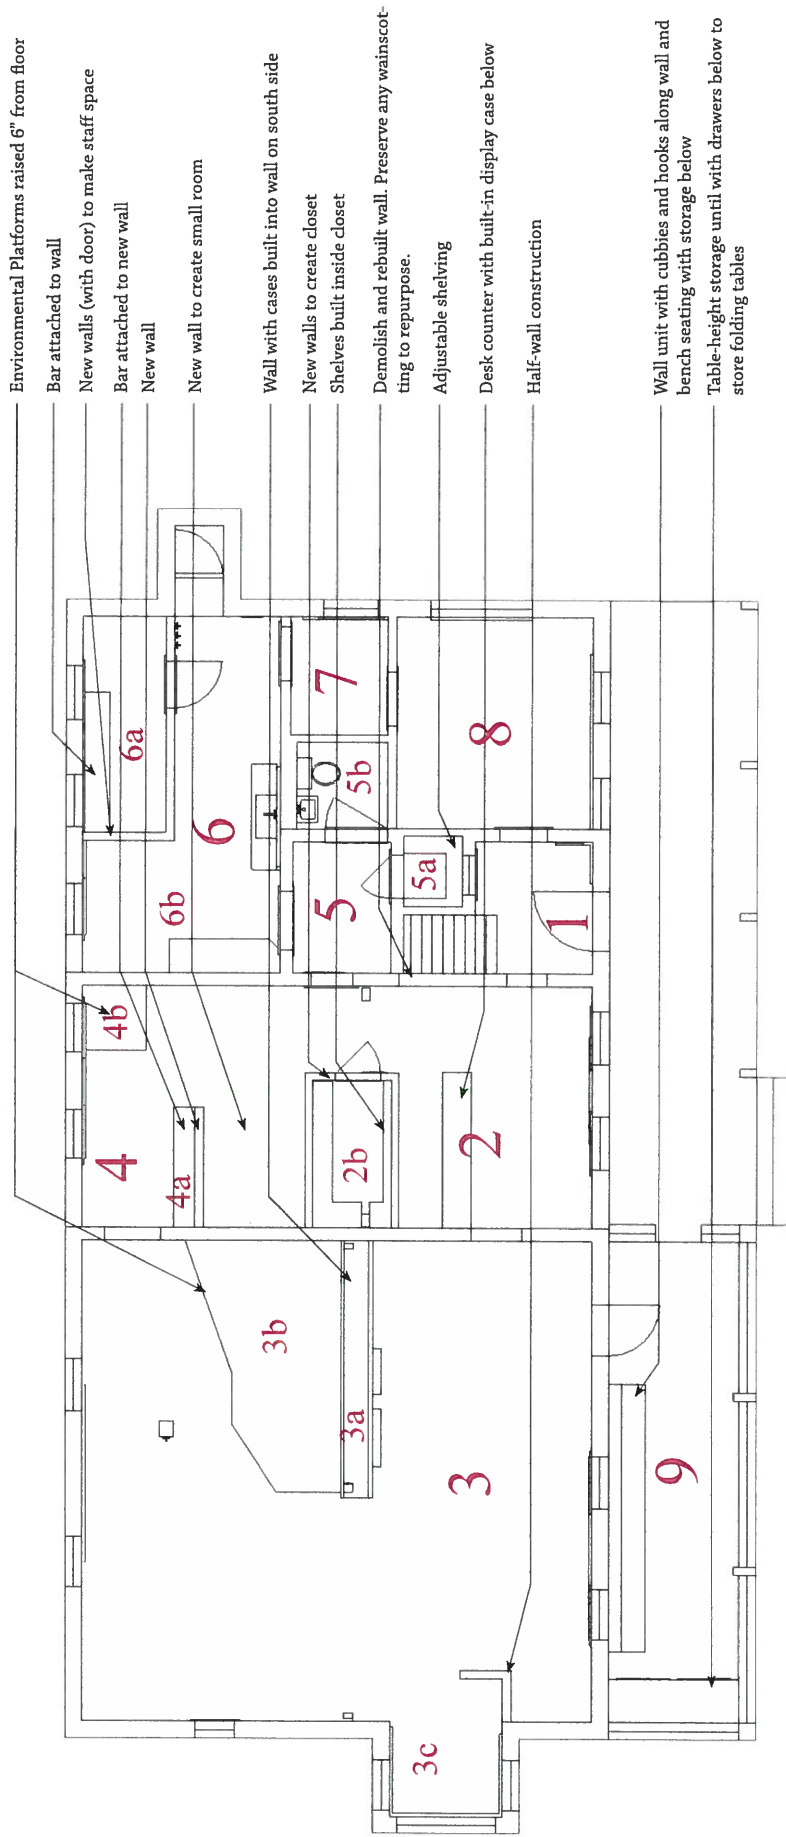 Environmental Platforms raised 6” from floor
Bar attached to wall
New walls (with door) to make staff space
Bar attached to new wall
New wall
New wall to create small room
Wall with cases built into wall on south side
New walls to create closet
Shelves built inside closet
Demolish and rebuilt wall. Preserve any wainscot-
ting to repurpose.
Adjustable shelving
Desk counter with built-in display case below
Half-wall construction
Wall unit with cubbies and hooks along wall and
bench seating with storage below
Table-height storage until with drawers below to
store folding tables
4
4a
4b
6a
6b
6
3b
3a
3
3c
2b
2
5
5a
5b
7
8
1
9